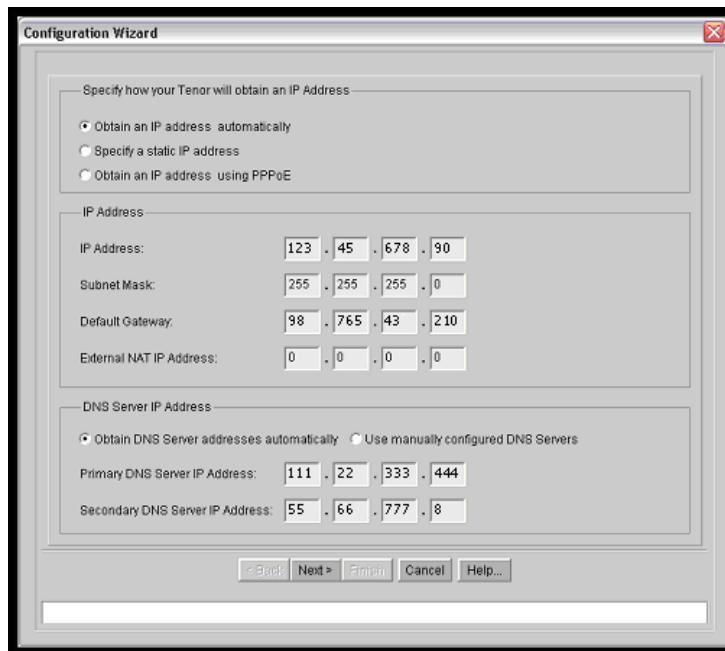 Configuration Wizard
Specify how your Tenor will obtain an IP Address
Obtain an IP address automatically
Specify a static IP address
Obtain an IP address using PPPoE
IP Address
IP Address: 123 . 45 . 678 . 90
Subnet Mask: 255 . 255 . 255 . 0
Default Gateway: 98 . 765 . 43 . 210
External NAT IP Address: 0 . 0 . 0 . 0
DNS Server IP Address
Obtain DNS Server addresses automatically Use manually configured DNS Servers
Primary DNS Server IP Address: 111 . 22 . 333 . 444
Secondary DNS Server IP Address: 55 . 66 . 777 . 8
< Back Next > Finish Cancel Help...